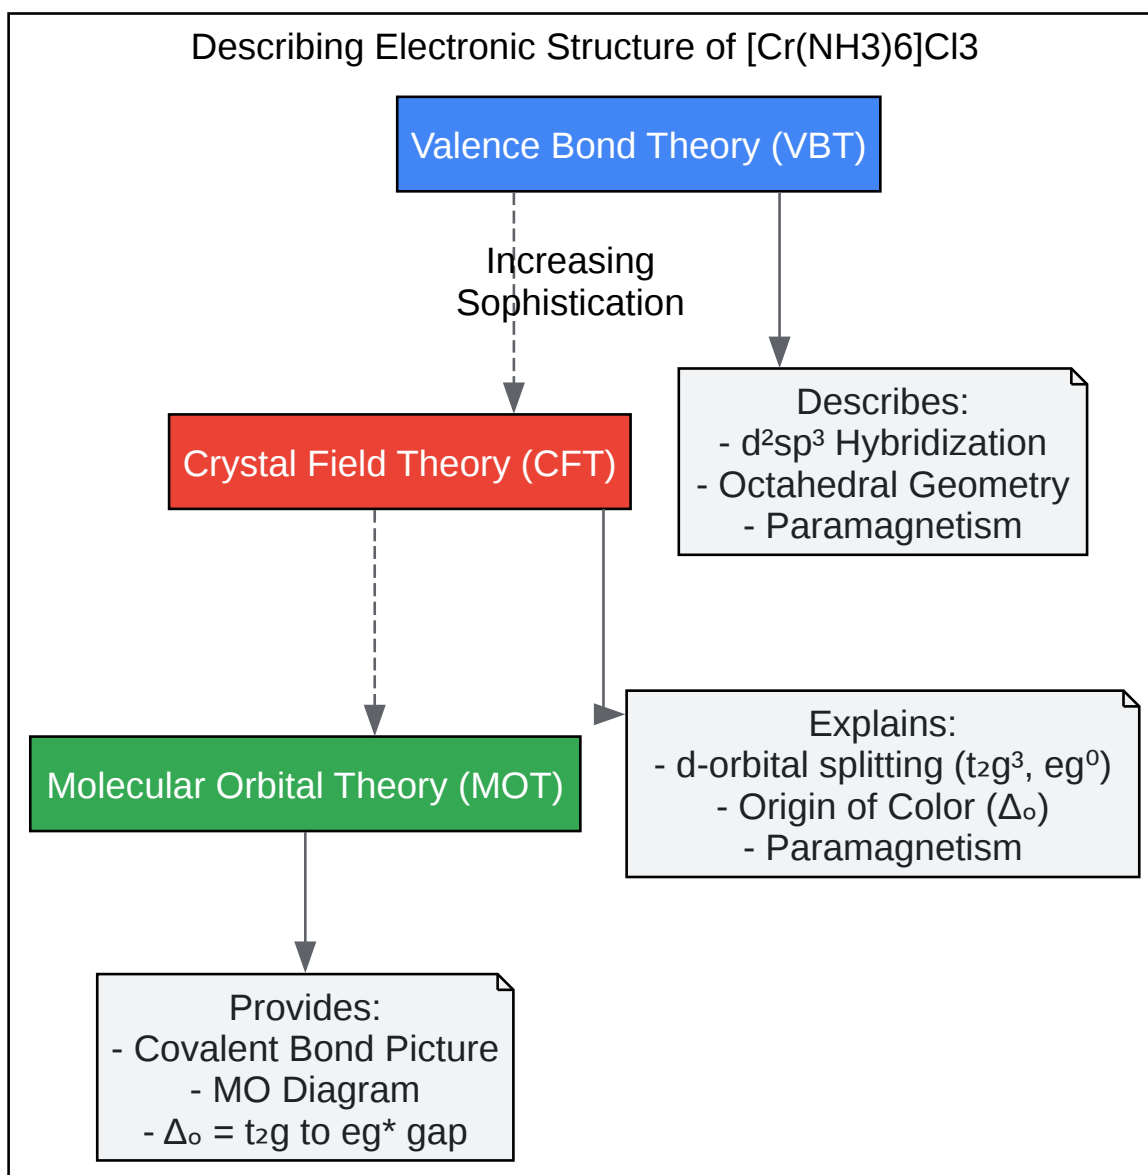 Describing Electronic Structure of [Cr(NH3)6]Cl3
Valence Bond Theory (VBT)
Increasing
Sophistication
Describes:
- d²sp³ Hybridization
- Octahedral Geometry
- Paramagnetism
Crystal Field Theory (CFT)
Explains:
- d-orbital splitting (t₂g³, eg⁰)
- Origin of Color (Δₒ)
- Paramagnetism
Molecular Orbital Theory (MOT)
Provides:
- Covalent Bond Picture
- MO Diagram
- Δₒ = t₂g to eg* gap